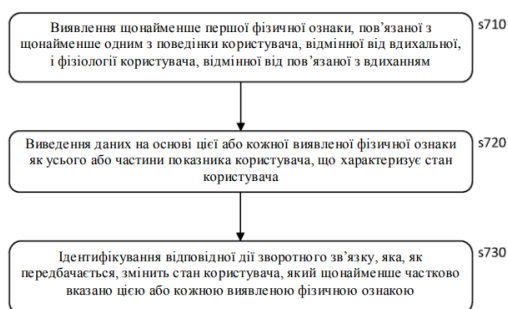 Виявлення щонайменше першої фізичної ознаки, пов'язаної з
щонайменше одним з поведінки користувача, відмінної від вдихальної,
і фізіології користувача, відмінної від пов'язаної з вдиханням
s710
Виведення даних на основі цієї або кожної виявленої фізичної ознаки
як усього або частини показника користувача, що характеризує стан
користувача
s720
Ідентифікування відповідної дії зворотного зв'язку, яка, як
передбачається, змінить стан користувача, який щонайменше частково
вказано цією або кожною виявленою фізичною ознакою
s730